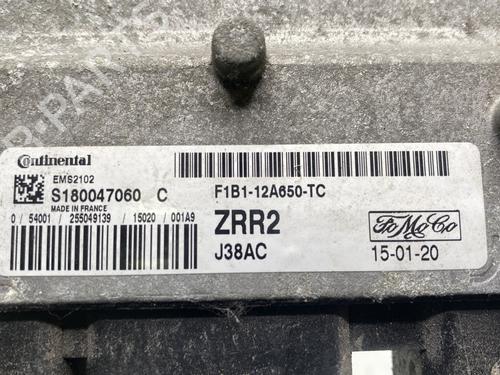 Continental
EMS2102
S180047060 C
MADE IN FRANCE
0 / 54001 / 255049139 / 15020 / 001A9
F1B1-12A650-TC
ZRR2
J38AC
FoMoCo
15-01-20